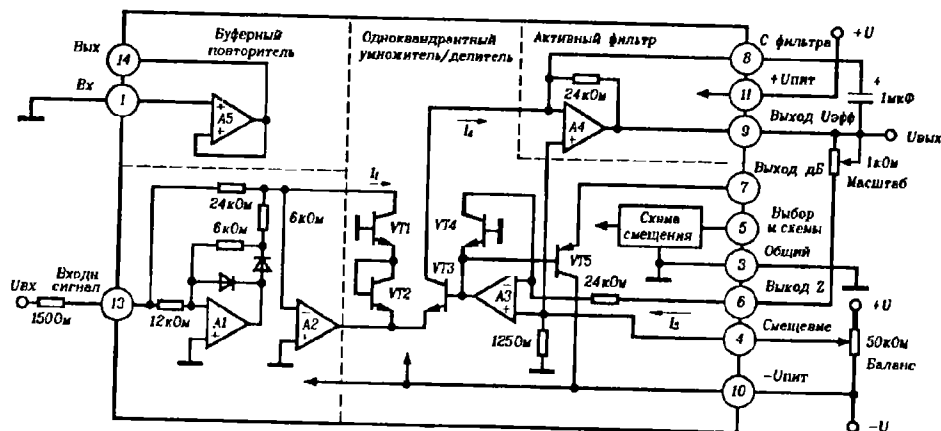 Вых
14
Вх
1
Буферный
повторитель
A5
Одноквадрантный
умножитель/делитель
Активный фильтр
24кОм
A4
I₄
С фильтра
8
+U
+Uпит
11
1мкФ
Выход Uэфф
9
Uвых
1кОм
Масштаб
Выход дБ
7
Выбор
м схемы
5
Схема
смещения
Общий
3
Выход Z
6
+U
Смещевме
4
50кОм
Баланс
-Uпит
10
-U
24кОм
I₁
6кОм
6кОм
VT1
VT2
VT3
VT4
VT5
A3
24кОм
I₃
125Ом
Uвх
Входн
сигнал
13
150Ом
12кОм
A1
A2